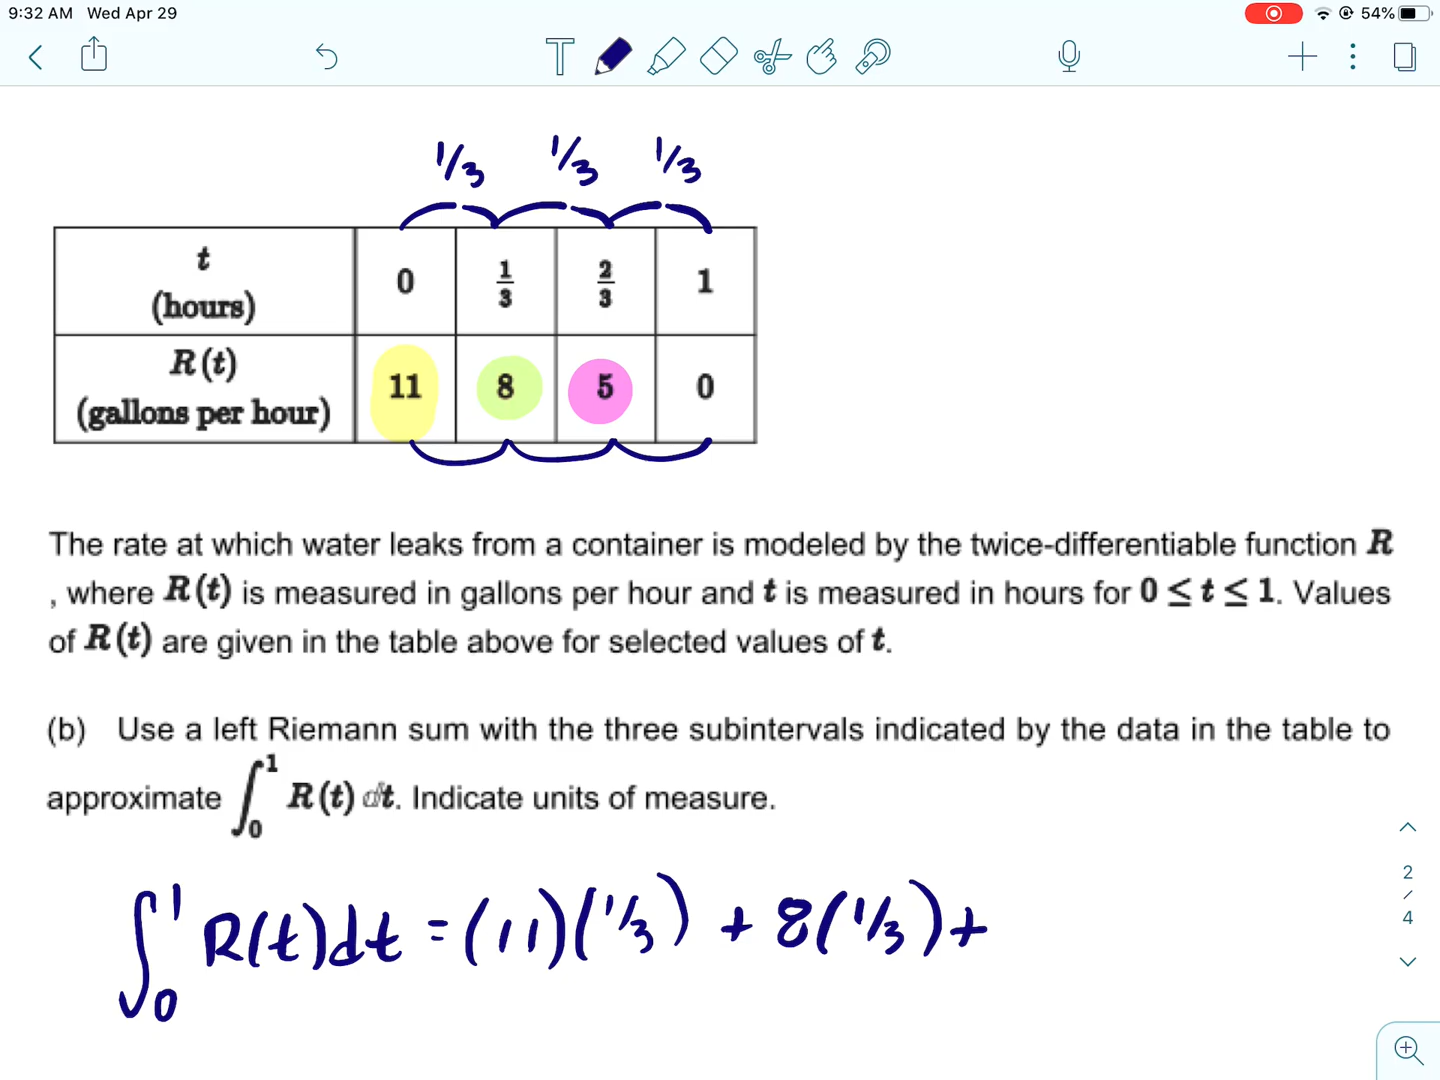 9:32 AM Wed Apr 29 54%
T
1/3 1/3 1/3
t (hours) 0 1/3 2/3 1
R(t) (gallons per hour) 11 8 5 0
The rate at which water leaks from a container is modeled by the twice-differentiable function R
, where R(t) is measured in gallons per hour and t is measured in hours for 0 ≤ t ≤ 1. Values
of R(t) are given in the table above for selected values of t.
(b) Use a left Riemann sum with the three subintervals indicated by the data in the table to
approximate ∫₀¹ R(t) dt. Indicate units of measure.
∫₀¹ R(t)dt = (11)(1/3) + 8(1/3) +
2
/
4